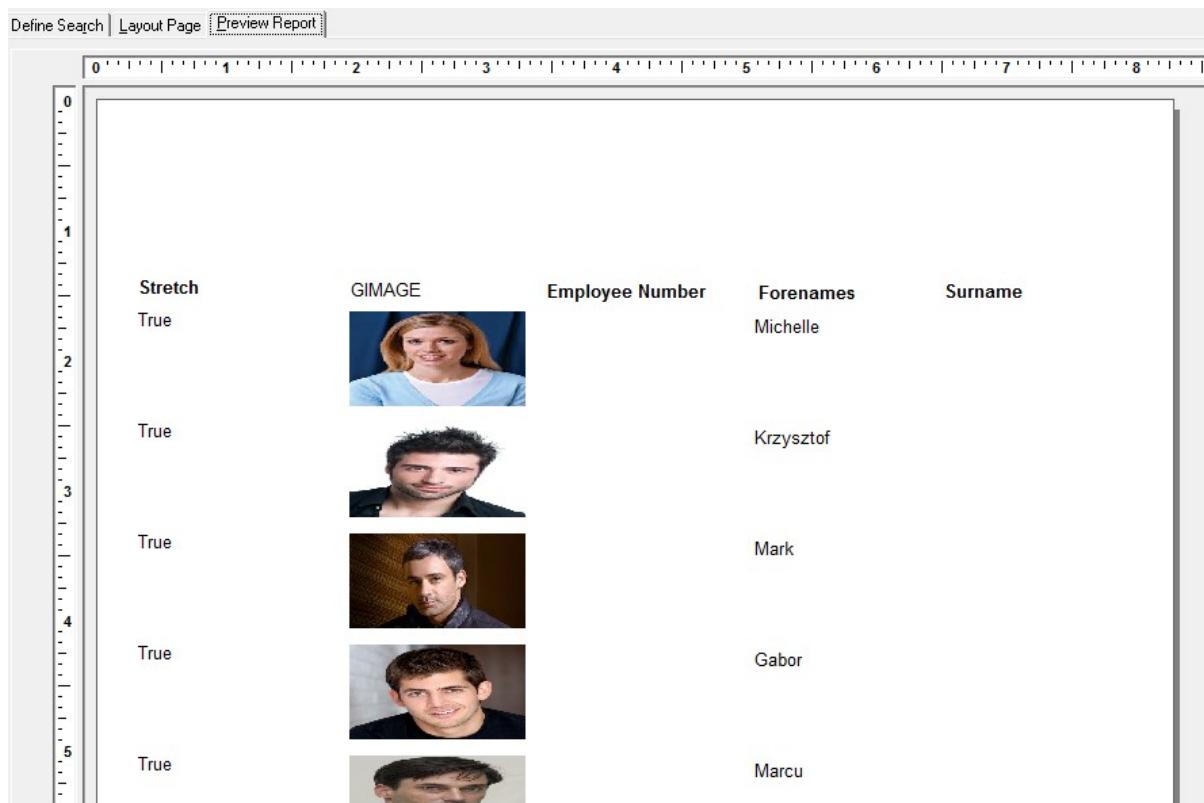 Define Search Layout Page Preview Report
0 1 2 3 4 5 6 7 8
0
1
Stretch GIMAGE Employee Number Forenames Surname
True Michelle
2
True Krzysztof
3
True Mark
4
True Gabor
5
True Marcu